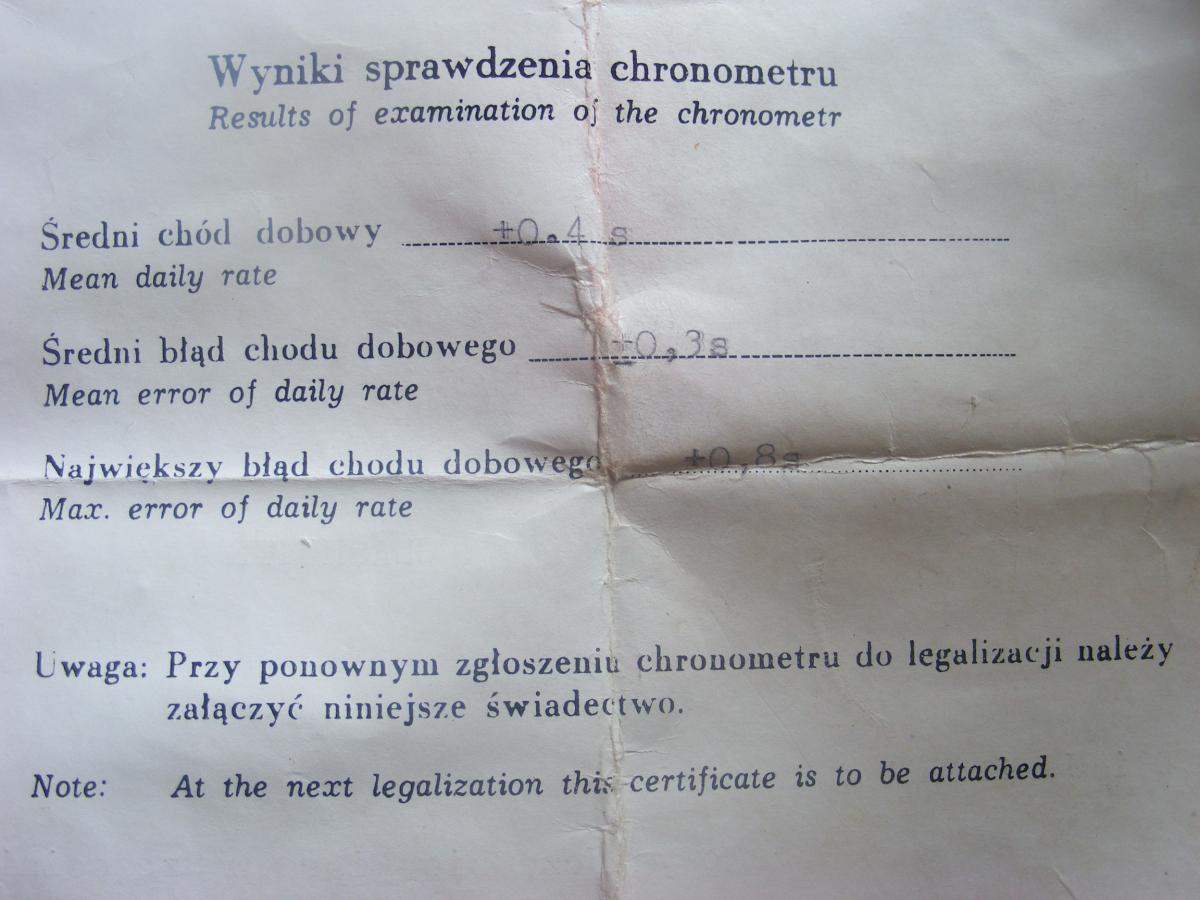 Wyniki sprawdzenia chronometru
Results of examination of the chronometr
Średni chód dobowy +0.4 s
Mean daily rate
Średni błąd chodu dobowego ±0,3s
Mean error of daily rate
Największy błąd chodu dobowego +0,8s
Max. error of daily rate
Uwaga: Przy ponownym zgłoszeniu chronometru do legalizacji należy
załączyć niniejsze świadectwo.
Note: At the next legalization this certificate is to be attached.